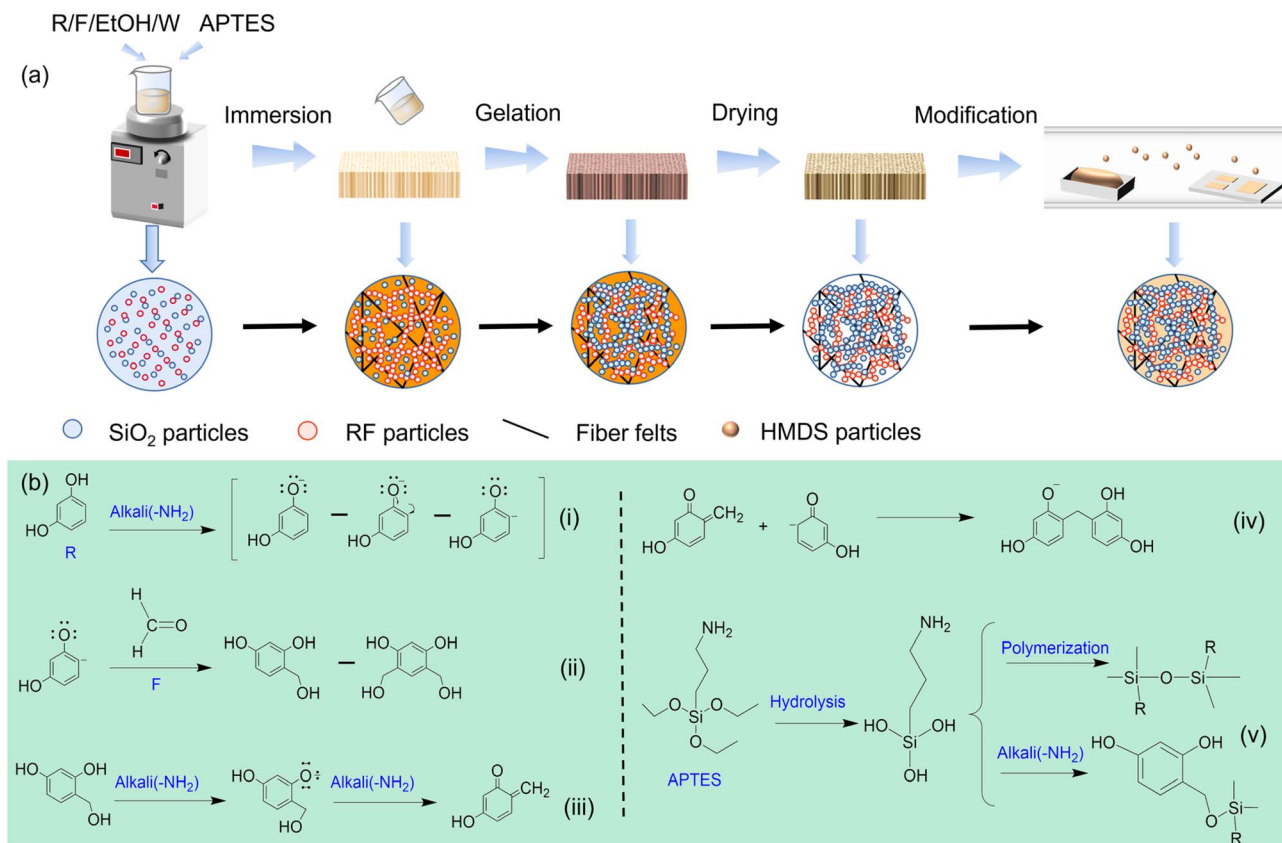 R/F/EtOH/W APTES
(a)
Immersion
Gelation
Drying
Modification
SiO₂ particles
RF particles
Fiber felts
HMDS particles
(b)
OH
HO
R
Alkali(-NH₂)
O⁻
HO
O⁻
HO
O
HO
(i)
O
HO
H
C=O
H
F
HO OH
OH
OH OH
HO OH
(ii)
HO OH
OH
Alkali(-NH₂)
HO O
HO
Alkali(-NH₂)
O CH₂
HO
(iii)
O CH₂
HO
+
O
OH
O⁻ OH
HO OH
(iv)
NH₂
O Si O
O
APTES
Hydrolysis
NH₂
HO OH
Si
OH
Polymerization
R
Si O Si
R
Alkali(-NH₂)
HO OH
O Si
R
(v)